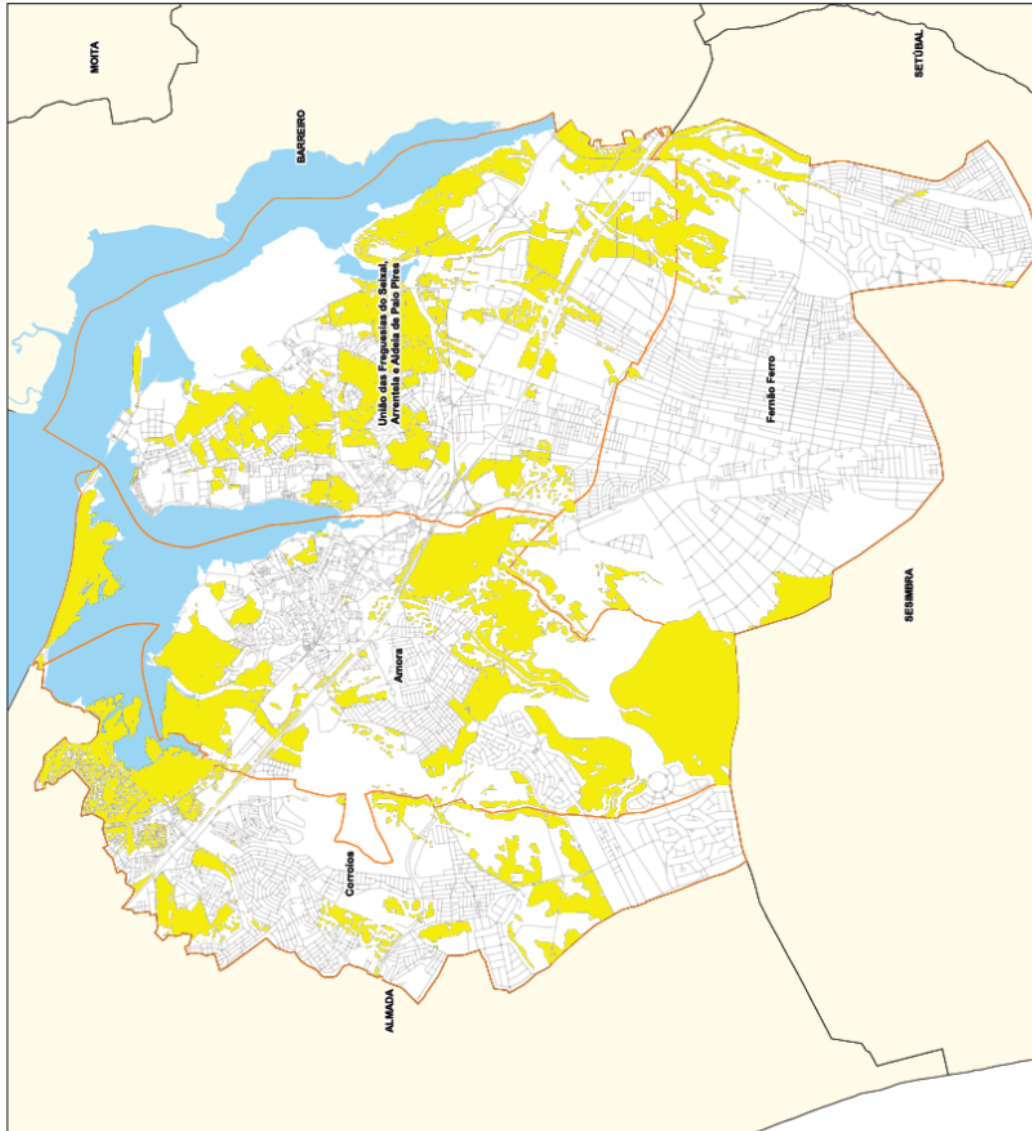 MOITA
BARREIRO
SETÚBAL
União das Freguesias do Seixal,
Arrentela e Aldeia de Paio Pires
Fernão Ferro
Amora
SESIMBRA
Corroios
ALMADA